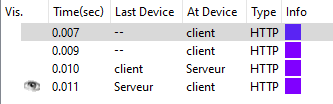 Vis. Time(sec) Last Device At Device Type Info
0.007 -- client HTTP
0.009 -- client HTTP
0.010 client Serveur HTTP
0.011 Serveur client HTTP